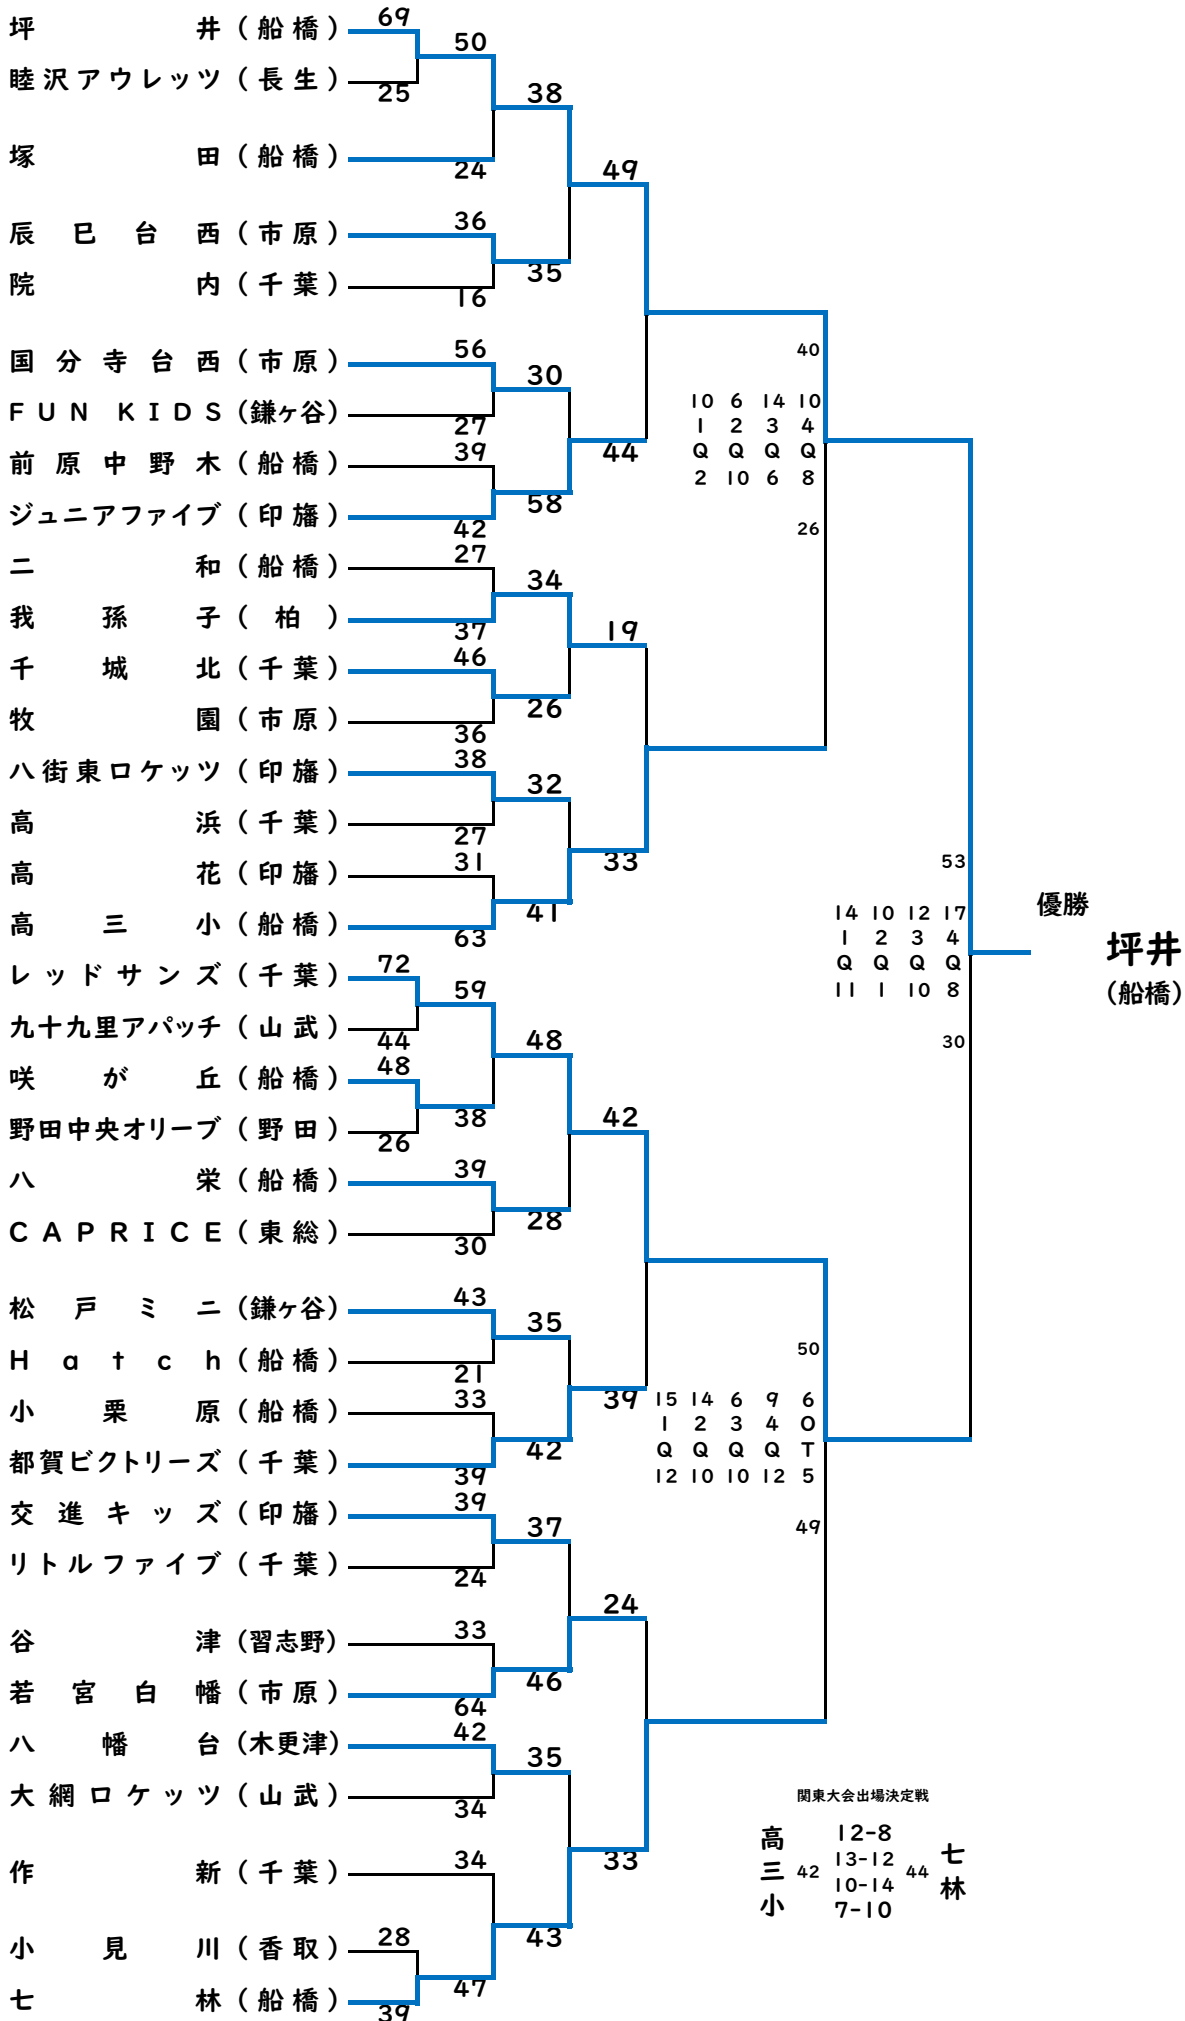 坪井(船橋) 69
50
睦沢アウレッツ(長生) 25
38
塚田(船橋) 24
49
辰巳台西(市原) 36
35
院内(千葉) 16
国分寺台西(市原) 56
40
30
10 6 14 10
FUN KIDS(鎌ヶ谷) 27
1 2 3 4
Q Q Q Q
前原中野木(船橋) 39
44
2 10 6 8
58
ジュニアファイブ(印旛) 42
26
二和(船橋) 27
34
我孫子(柏) 37
19
千城北(千葉) 46
26
牧園(市原) 36
八街東ロケッツ(印旛) 38
32
高浜(千葉) 27
33
53
高花(印旛) 31
優勝
41
14 10 12 17
高三小(船橋) 63
1 2 3 4
坪井
Q Q Q Q
レッドサンズ(千葉) 72
59
11 1 10 8
(船橋)
九十九里アパッチ(山武) 44
48
30
咲が丘(船橋) 48
38
42
野田中央オリーブ(野田) 26
八栄(船橋) 39
28
CAPRICE(東総) 30
松戸ミニ(鎌ヶ谷) 43
35
50
Hatch(船橋) 21
39
15 14 6 9 6
小栗原(船橋) 33
1 2 3 4 O
42
Q Q Q Q T
都賀ビクトリーズ(千葉) 39
12 10 10 12 5
交進キッズ(印旛) 39
37
49
リトルファイブ(千葉) 24
24
谷津(習志野) 33
46
若宮白幡(市原) 64
八幡台(木更津) 42
35
大網ロケッツ(山武) 34
関東大会出場決定戦
33
12-8
高三小 42
13-12
44 七林
10-14
7-10
作新(千葉) 34
43
小見川(香取) 28
47
七林(船橋) 39